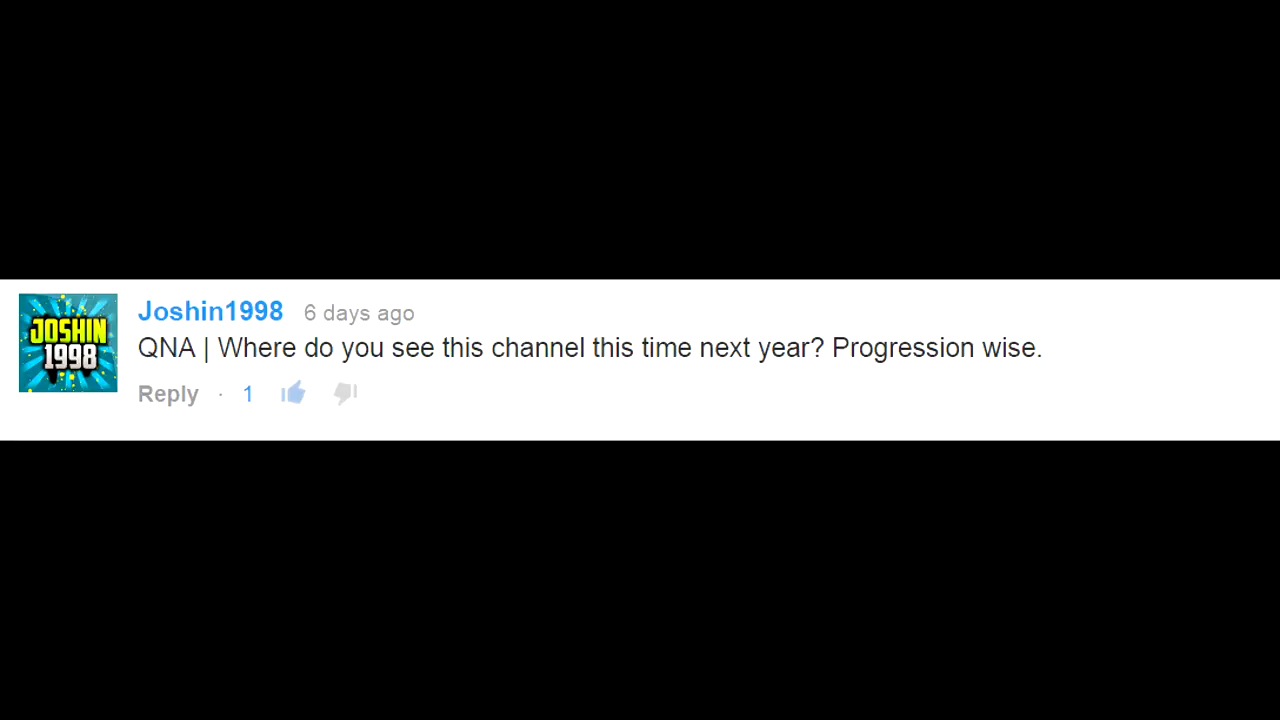 JOSHIN
1998
Joshin1998 6 days ago
QNA | Where do you see this channel this time next year? Progression wise.
Reply · 1